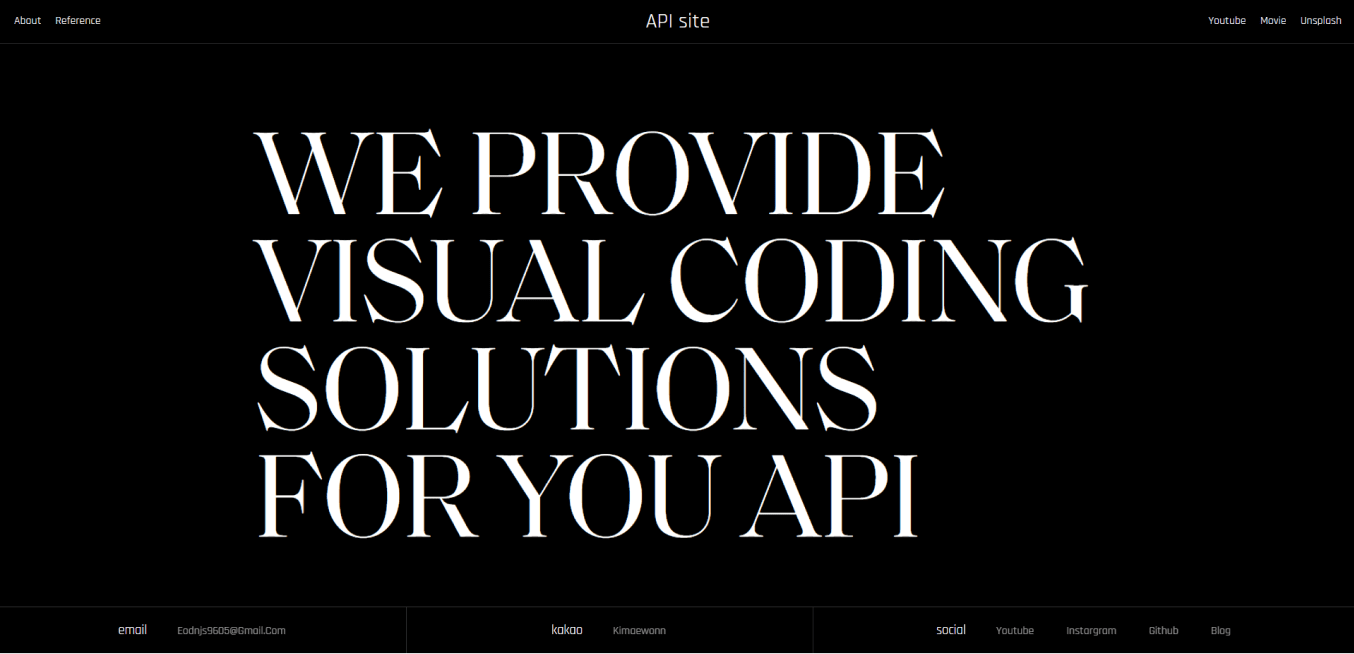 About Reference API site Youtube Movie Unsplash
WE PROVIDE
VISUAL CODING
SOLUTIONS
FOR YOU API
email Eodnjs9605@Gmail.Com kakao Kimaewonn social Youtube Instargram Github Blog